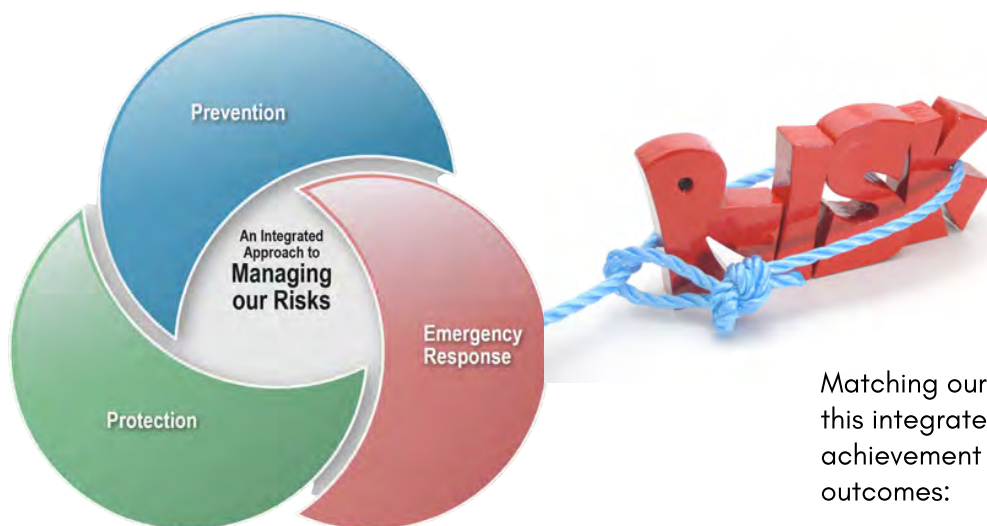 Prevention
An Integrated
Approach to
Managing
our Risks
Emergency
Response
Protection
RISK
Matching our
this integrate
achievement
outcomes: